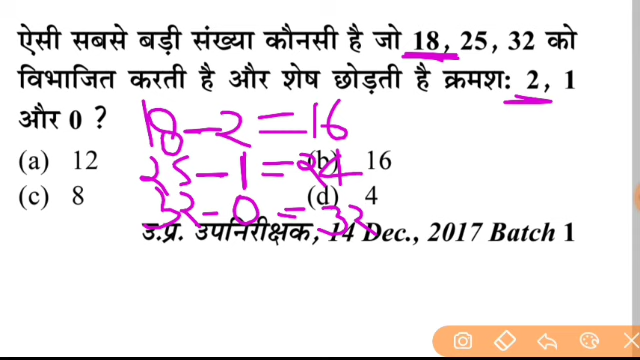 ऐसी सबसे बड़ी संख्या कौनसी है जो 18, 25, 32 को
विभाजित करती है और शेष छोड़ती है क्रमश: 2, 1
और 0 ?
18 - 2 = 16
(a) 12 (b) 16
25 - 1 = 24
(c) 8 (d) 4
32 - 0 = 32
उ.प्र. उपनिरीक्षक, 14 Dec., 2017 Batch 1